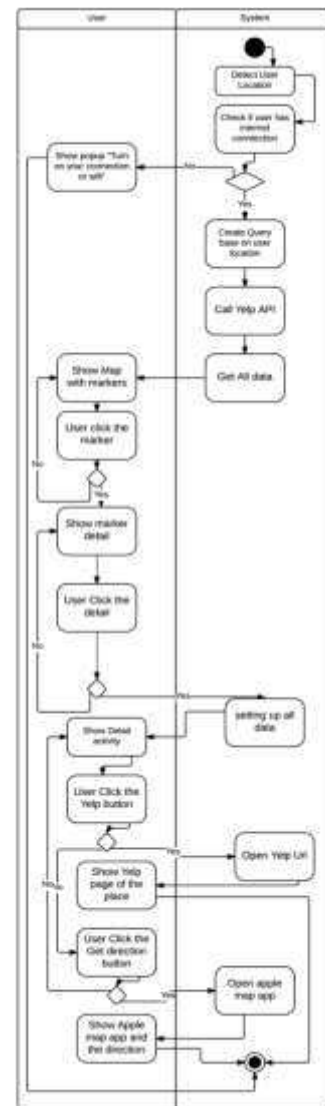 User
System
Detect User
Location
Check if user has
internal connection
Show popup "Turn
on your connection
or wifi"
No
Yes
Create Query
base on user
location
Call Yelp API
Get All data
Show Map
with markers
User click the
marker
No
Yes
Show marker
detail
User Click the
detail
No
Yes
setting up all
data
Show Detail
activity
User Click the
Yelp button
Yes
Open Yelp Url
Show Yelp
page of the
place
No
No
User Click the
Get direction
button
Yes
Open apple
map app
Show Apple
map app and
the direction